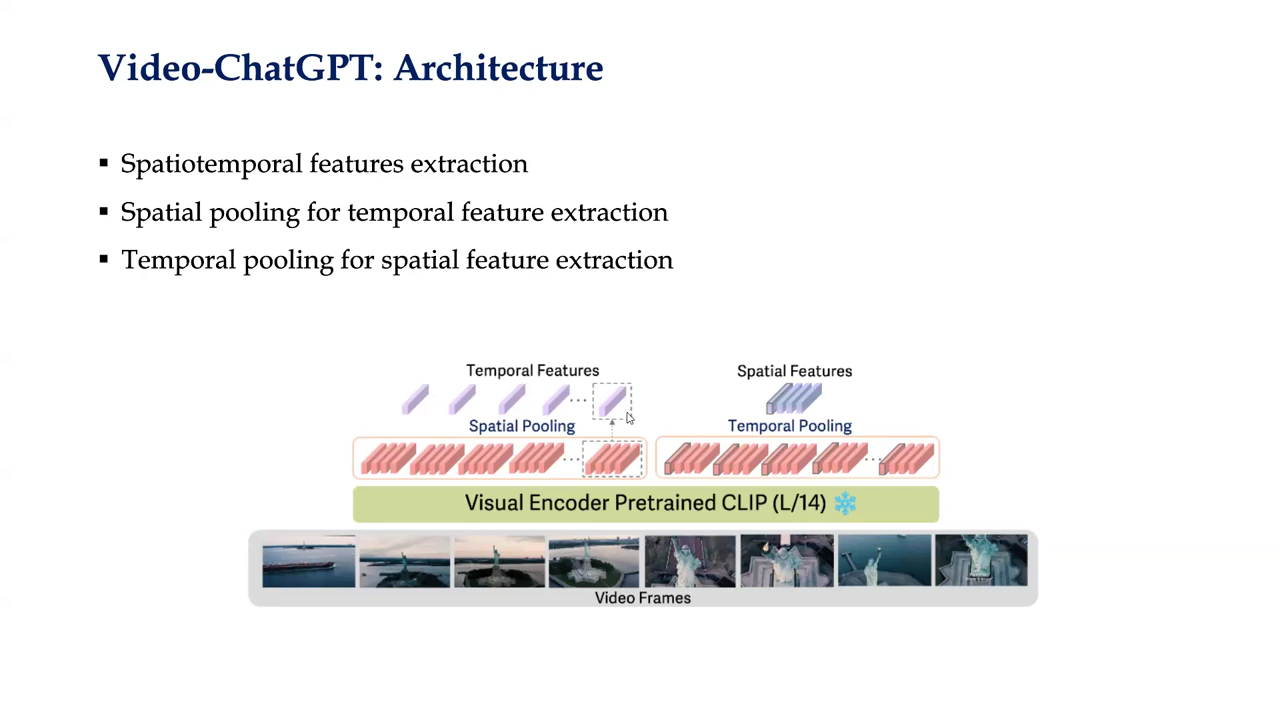 Video-ChatGPT: Architecture
▪ Spatiotemporal features extraction
▪ Spatial pooling for temporal feature extraction
▪ Temporal pooling for spatial feature extraction
Temporal Features
Spatial Features
Spatial Pooling
Temporal Pooling
Visual Encoder Pretrained CLIP (L/14)
Video Frames